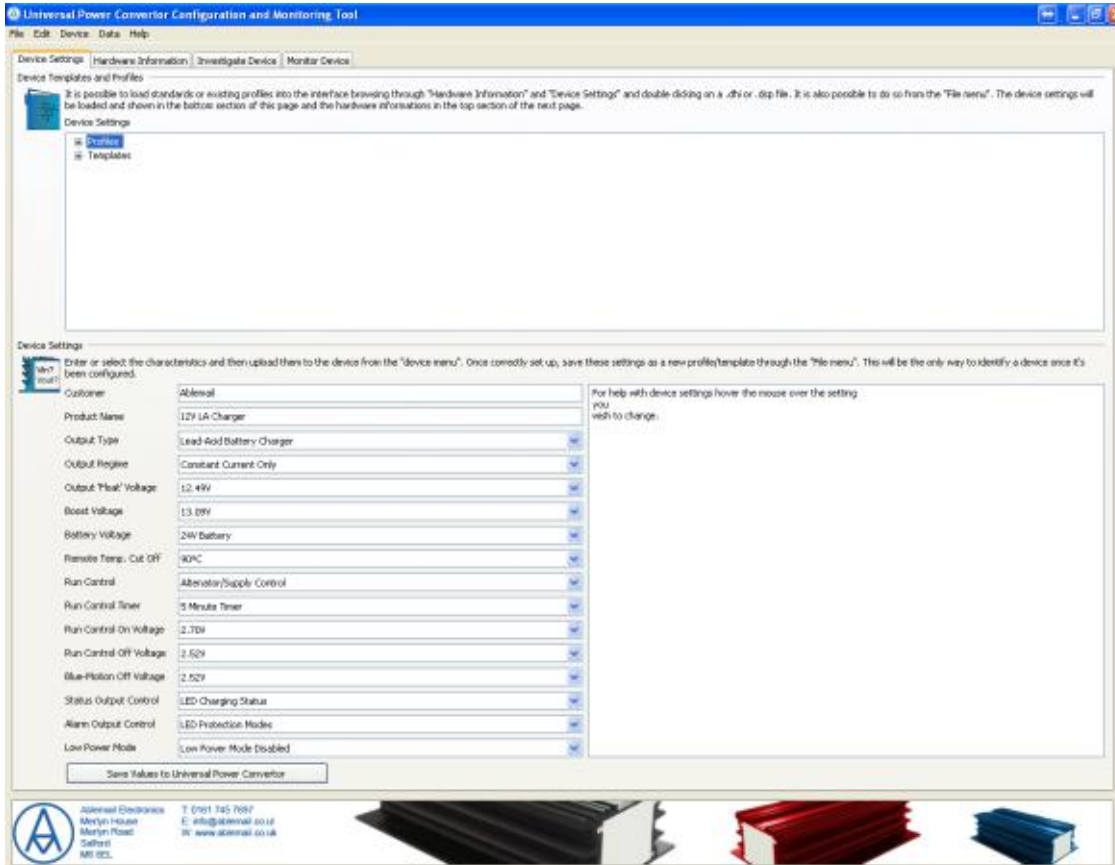 Universal Power Convertor Configuration and Monitoring Tool
File Edit Device Data Help
Device Settings Hardware Information Investigate Device Monitor Device
Device Templates and Profiles
It is possible to load standards or existing profiles into the interface browsing through "Hardware Information" and "Device Settings" and double clicking on a .dhi or .dsp file. It is also possible to do so from the "File menu". The device settings will
be loaded and shown in the bottom section of this page and the hardware informations in the top section of the next page.
Device Settings
Profiles
Templates
Device Settings
Vin?
Vout?
Enter or select the characteristics and then upload them to the device from the "device menu". Once correctly set up, save these settings as a new profile/template through the "File menu". This will be the only way to identify a device once it's
been configured.
Customer Ablemail
For help with device settings hover the mouse over the setting
you
wish to change.
Product Name 12V LA Charger
Output Type Lead-Acid Battery Charger
Output Regime Constant Current Only
Output 'Float' Voltage 12.49V
Boost Voltage 13.09V
Battery Voltage 24V Battery
Remote Temp. Cut Off 90ºC
Run Control Altenator/Supply Control
Run Control Timer 5 Minute Timer
Run Control On Voltage 2.70V
Run Control Off Voltage 2.52V
Blue-Motion Off Voltage 2.52V
Status Output Control LED Charging Status
Alarm Output Control LED Protection Modes
Low Power Mode Low Power Mode Disabled
Save Values to Universal Power Convertor
Ablemail Electronics
Merlyn House
Merlyn Road
Salford
M6 6EL
T: 0161 745 7697
E: info@ablemail.co.uk
W: www.ablemail.co.uk